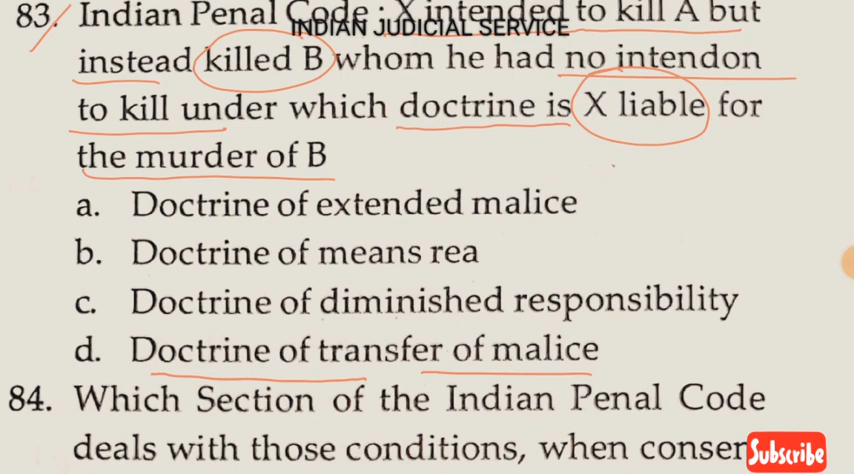 83. Indian Penal Code : X intended to kill A but
INDIAN JUDICIAL SERVICE
instead killed B whom he had no intendon
to kill under which doctrine is X liable for
the murder of B
a. Doctrine of extended malice
b. Doctrine of means rea
c. Doctrine of diminished responsibility
d. Doctrine of transfer of malice
84. Which Section of the Indian Penal Code
deals with those conditions, when
Subscribe